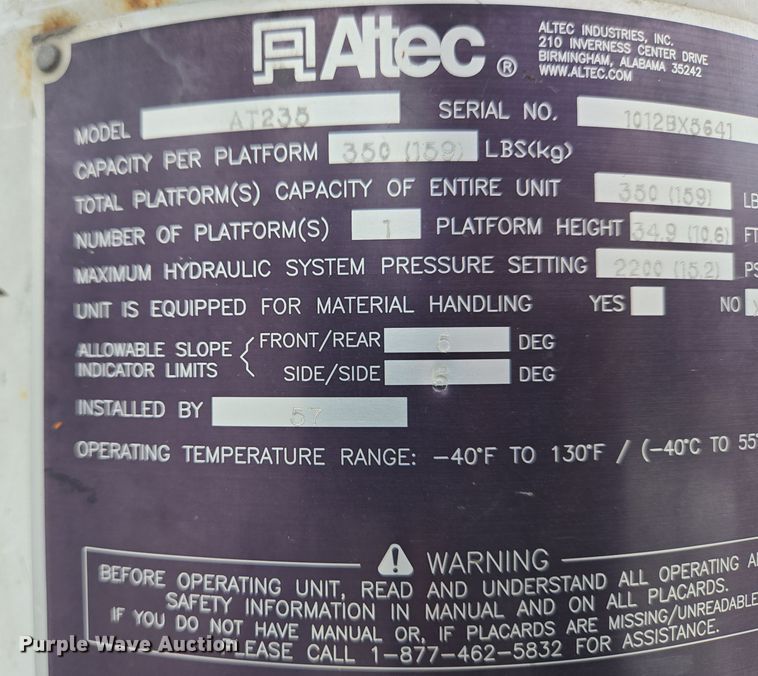 Altec ®
ALTEC INDUSTRIES, INC.
210 INVERNESS CENTER DRIVE
BIRMINGHAM, ALABAMA 35242
WWW.ALTEC.COM
MODEL AT235 SERIAL NO. 1012BX5641
CAPACITY PER PLATFORM 350 (159) LBS(kg)
TOTAL PLATFORM(S) CAPACITY OF ENTIRE UNIT 350 (159) LB
NUMBER OF PLATFORM(S) 1 PLATFORM HEIGHT 34.9 (10.6) FT
MAXIMUM HYDRAULIC SYSTEM PRESSURE SETTING 2200 (15.2) PS
UNIT IS EQUIPPED FOR MATERIAL HANDLING YES NO
ALLOWABLE SLOPE INDICATOR LIMITS
FRONT/REAR 5 DEG
SIDE/SIDE 5 DEG
INSTALLED BY 57
OPERATING TEMPERATURE RANGE: -40°F TO 130°F / (-40°C TO 55°
WARNING
BEFORE OPERATING UNIT, READ AND UNDERSTAND ALL OPERATING A
SAFETY INFORMATION IN MANUAL AND ON ALL PLACARDS.
IF YOU DO NOT HAVE MANUAL OR, IF PLACARDS ARE MISSING/UNREADABLE
PLEASE CALL 1-877-462-5832 FOR ASSISTANCE.
Purple Wave Auction